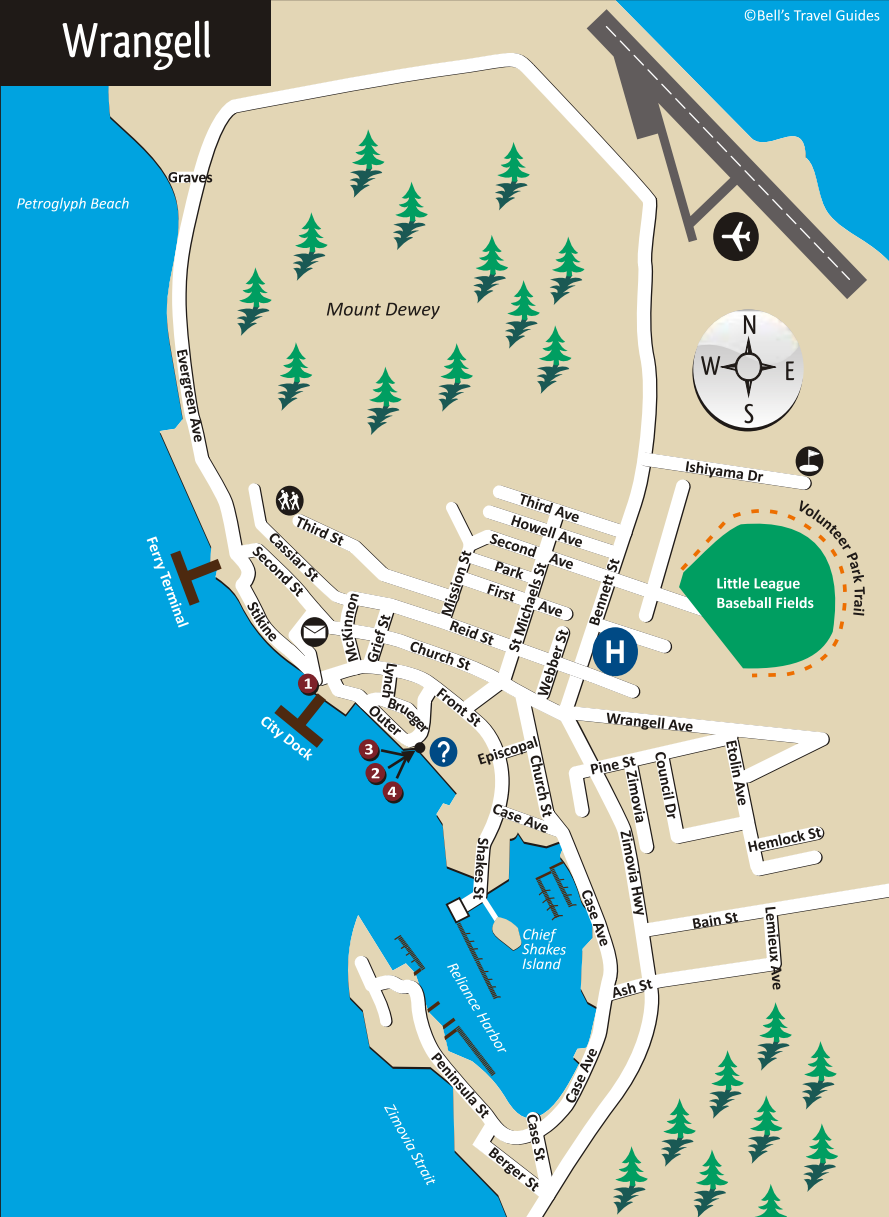 Wrangell
©Bell's Travel Guides
Graves
Petroglyph Beach
Mount Dewey
N
W
E
S
Evergreen Ave
Ishiyama Dr
Volunteer Park Trail
Little League
Baseball Fields
Third Ave
Howell Ave
Second Ave
Park
First Ave
Third St
Cassiar St
Second St
Ferry Terminal
Stikine
McKinnon
Grief St
Mission St
St Michaels St
Bennett St
Webber St
H
Reid St
Church St
Lynch
Brueger
Outer
Front St
1
City Dock
3
2
4
?
Wrangell Ave
Episcopal
Church St
Pine St
Zimovia
Council Dr
Etolin Ave
Hemlock St
Case Ave
Shakes St
Zimovia Hwy
Case Ave
Bain St
Lemieux Ave
Chief
Shakes
Island
Reliance Harbor
Ash St
Case Ave
Peninsula St
Case St
Berger St
Zimovia Strait